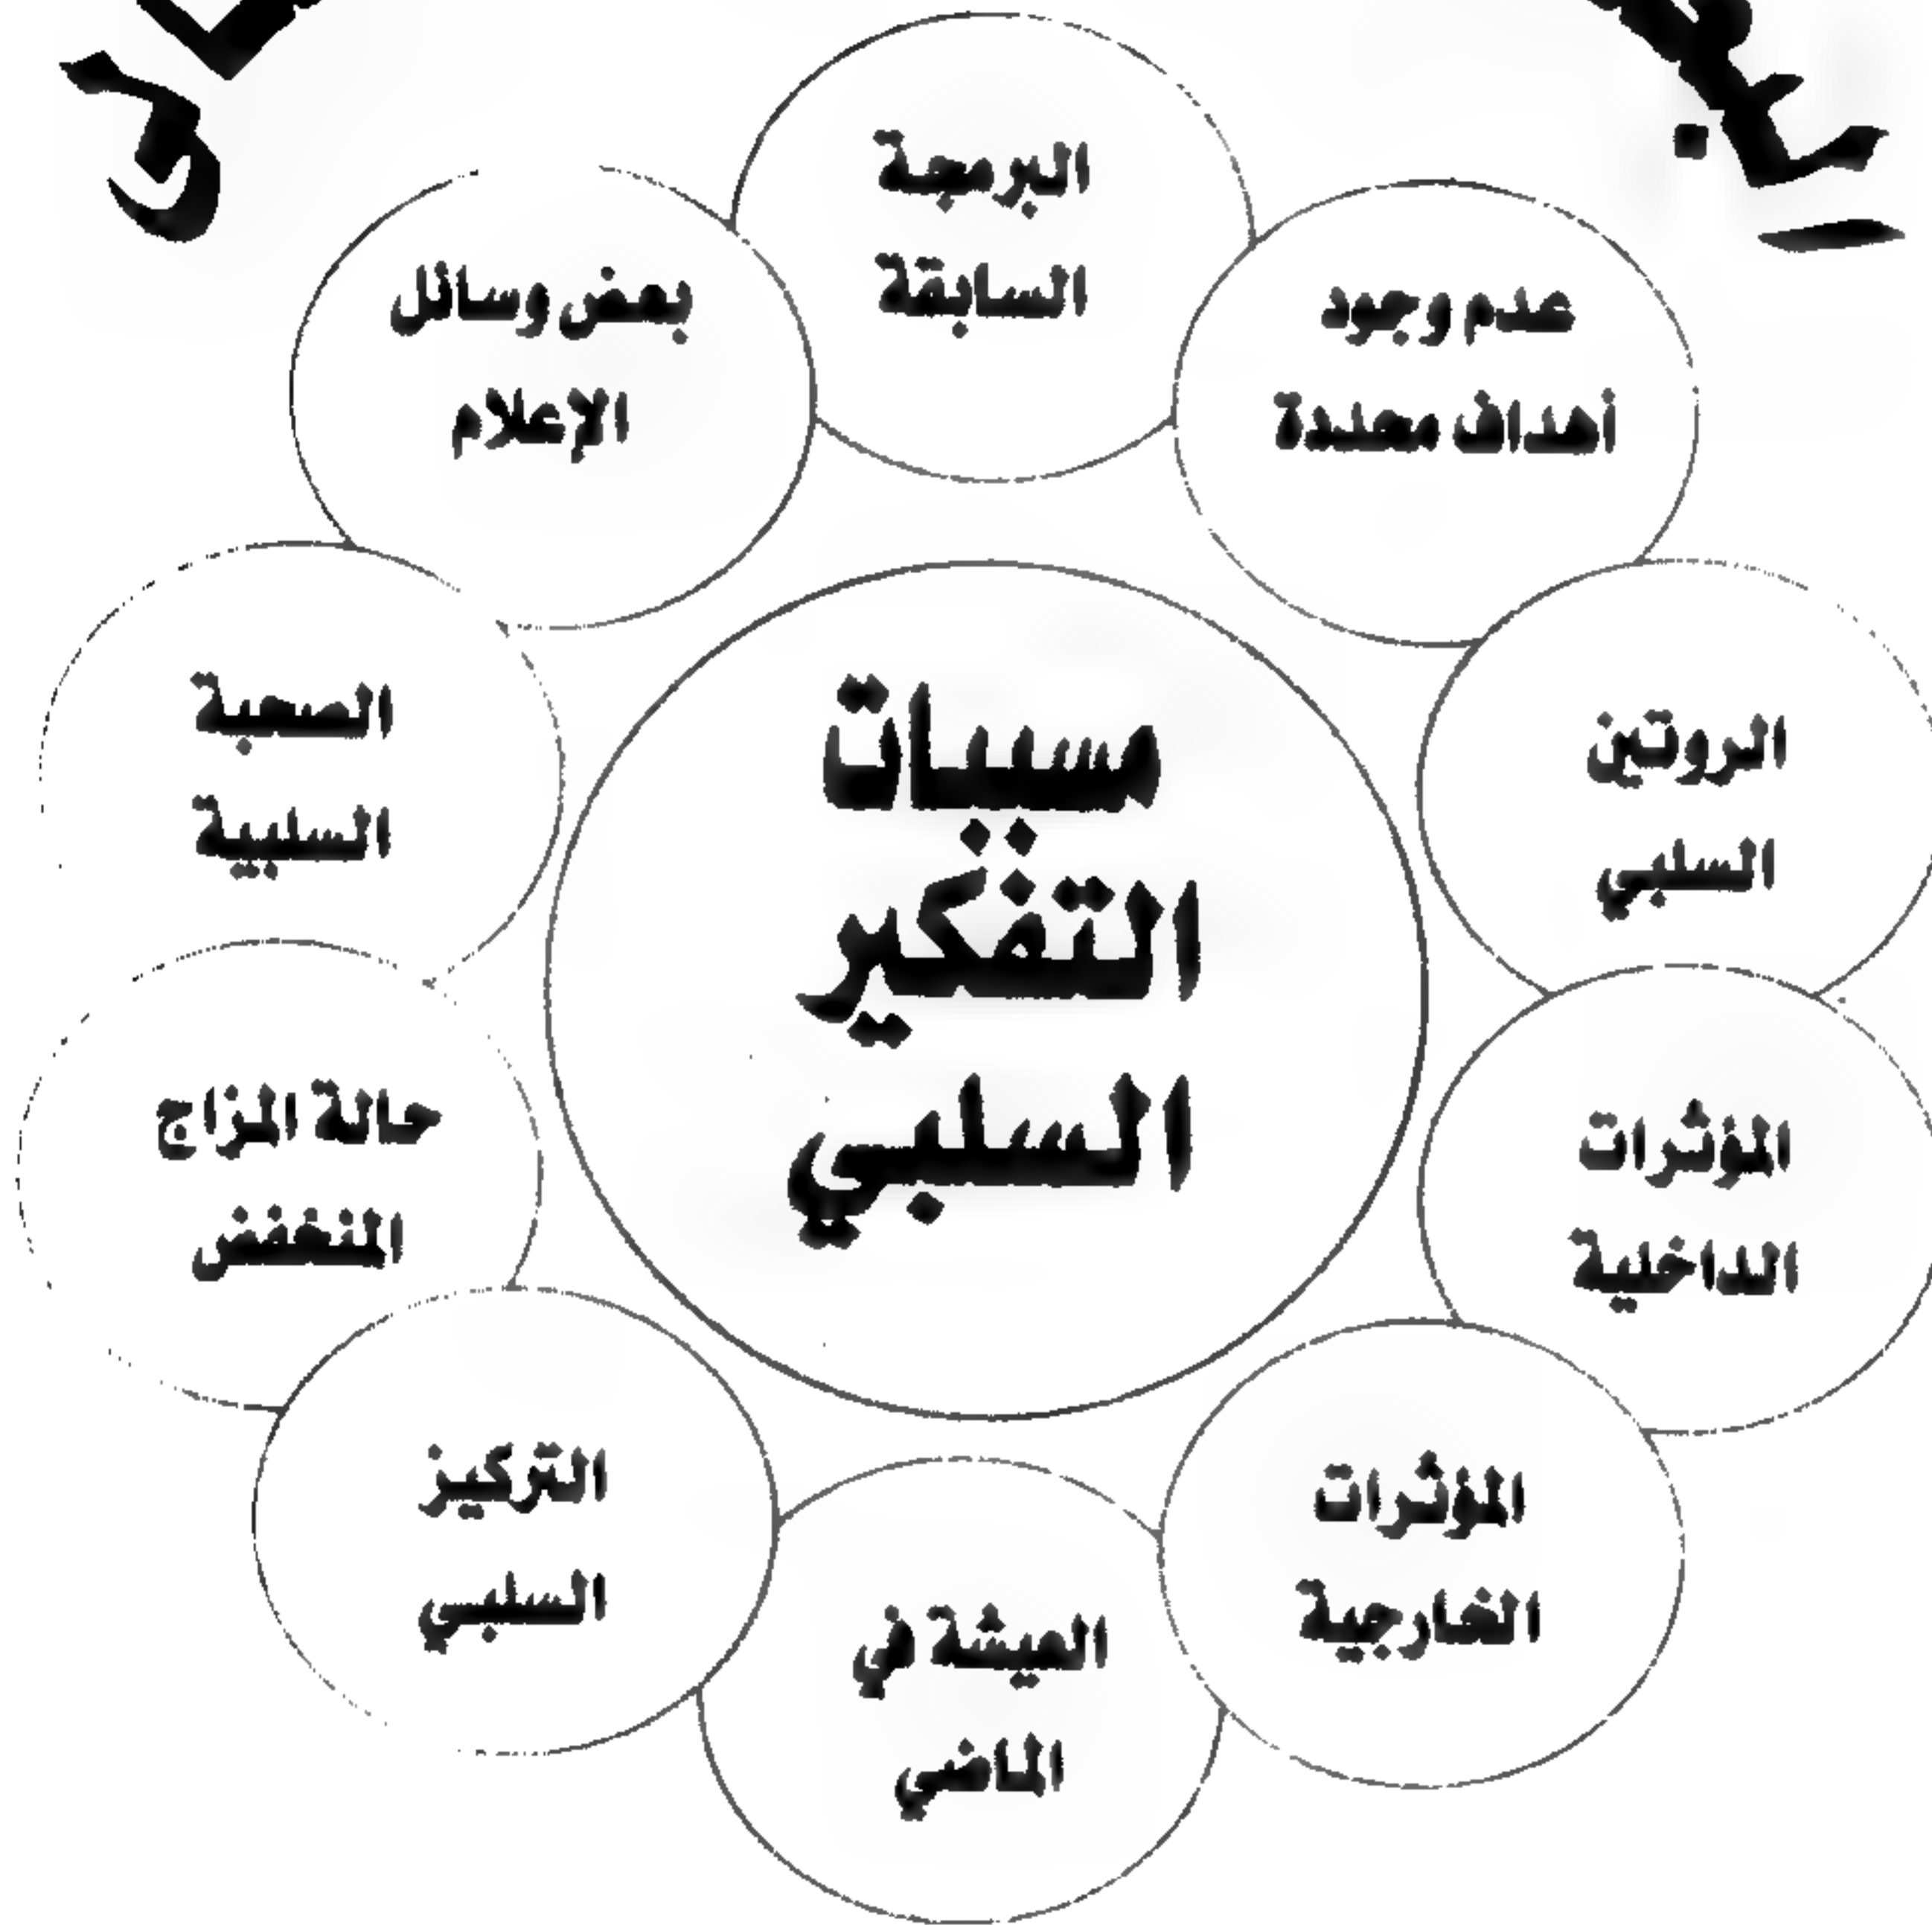 البرمجة
السابقة
عدم وجود
أهداف محددة
الروتين
السلبي
المؤثرات
الداخلية
المؤثرات
الخارجية
العيشة في
الماضي
التركيز
السلبي
حالة المزاج
المنخفض
الصحبة
السلبية
بعض وسائل
الإعلام
مسببات
التفكير
السلبي